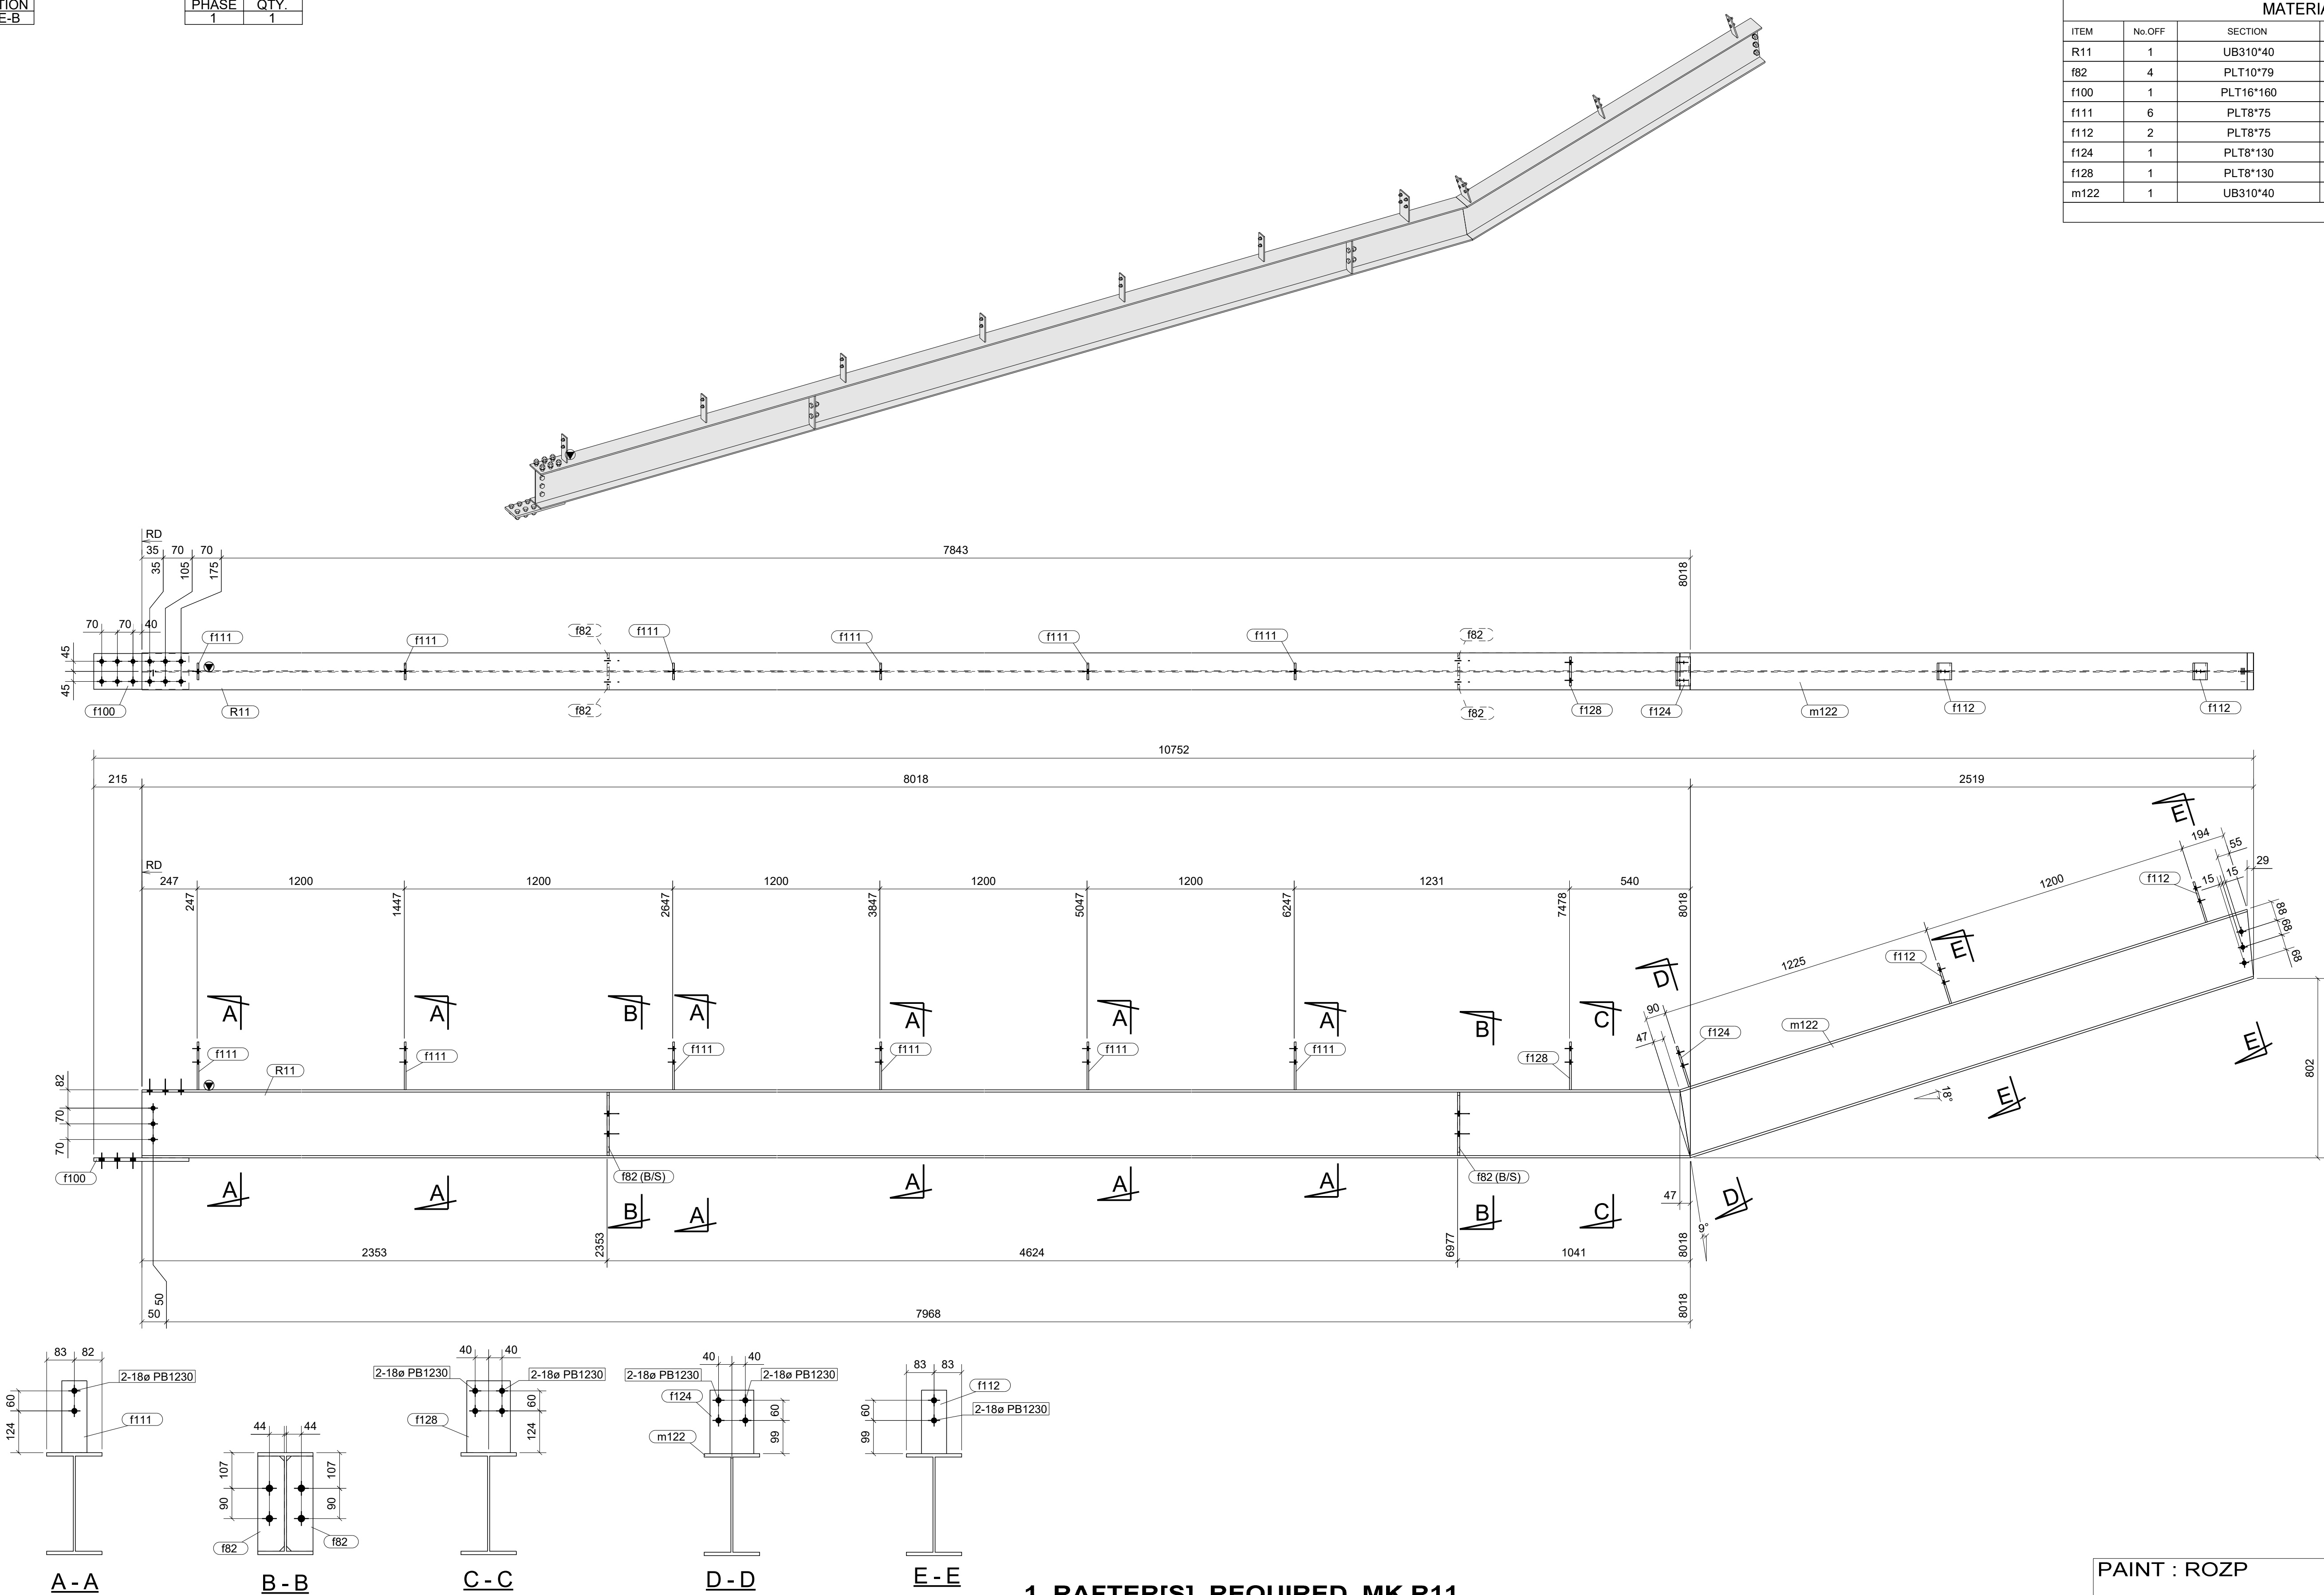 TION
E-B
PHASE QTY.
1 1
MATERIA
ITEM No.OFF SECTION
R11 1 UB310*40
f82 4 PLT10*79
f100 1 PLT16*160
f111 6 PLT8*75
f112 2 PLT8*75
f124 1 PLT8*130
f128 1 PLT8*130
m122 1 UB310*40
RD
35 70 70 7843
35 105 175 8018
70 70 40
45
45
f111 f111 f82 f111 f111 f111 f111 f82
f100 R11 f82 f82 f128 f124 m122 f112 f112
10752
215 8018 2519
RD
247 1200 1200 1200 1200 1200 1231 540
247 1447 2647 3847 5047 6247 7478 8018
E
194
55
29
15 15
1200
f112
88
68
68
E
f112
1225
D
90
47
f124
m122
A A B A A A A B C
f111 f111 f111 f111 f111 f111 f128
R11
82
70
70
f100
18°
E
E
802
f82 (B/S) f82 (B/S)
A A B A A A A B C D
47
9°
2353 4624 1041
2353 6977 8018
50
50 7968 8018
83 82
2-18ø PB1230
60
124
f111
A - A
44 44
107 107
90 90
f82 f82
B - B
40 40
2-18ø PB1230 2-18ø PB1230
60
124
f128
C - C
40 40
2-18ø PB1230 2-18ø PB1230
f124
60
99
m122
D - D
83 83
f112
2-18ø PB1230
60
99
E - E
1 RAFTER[S] REQUIRED MK R11
PAINT : ROZP